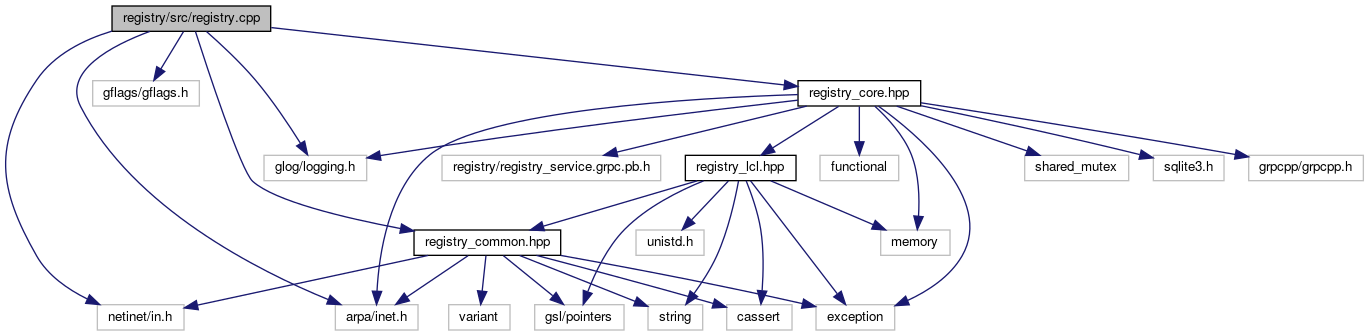 registry/src/registry.cpp
gflags/gflags.h
registry_core.hpp
glog/logging.h
registry/registry_service.grpc.pb.h
registry_lcl.hpp
functional
shared_mutex
sqlite3.h
grpcpp/grpcpp.h
registry_common.hpp
unistd.h
memory
netinet/in.h
arpa/inet.h
variant
gsl/pointers
string
cassert
exception